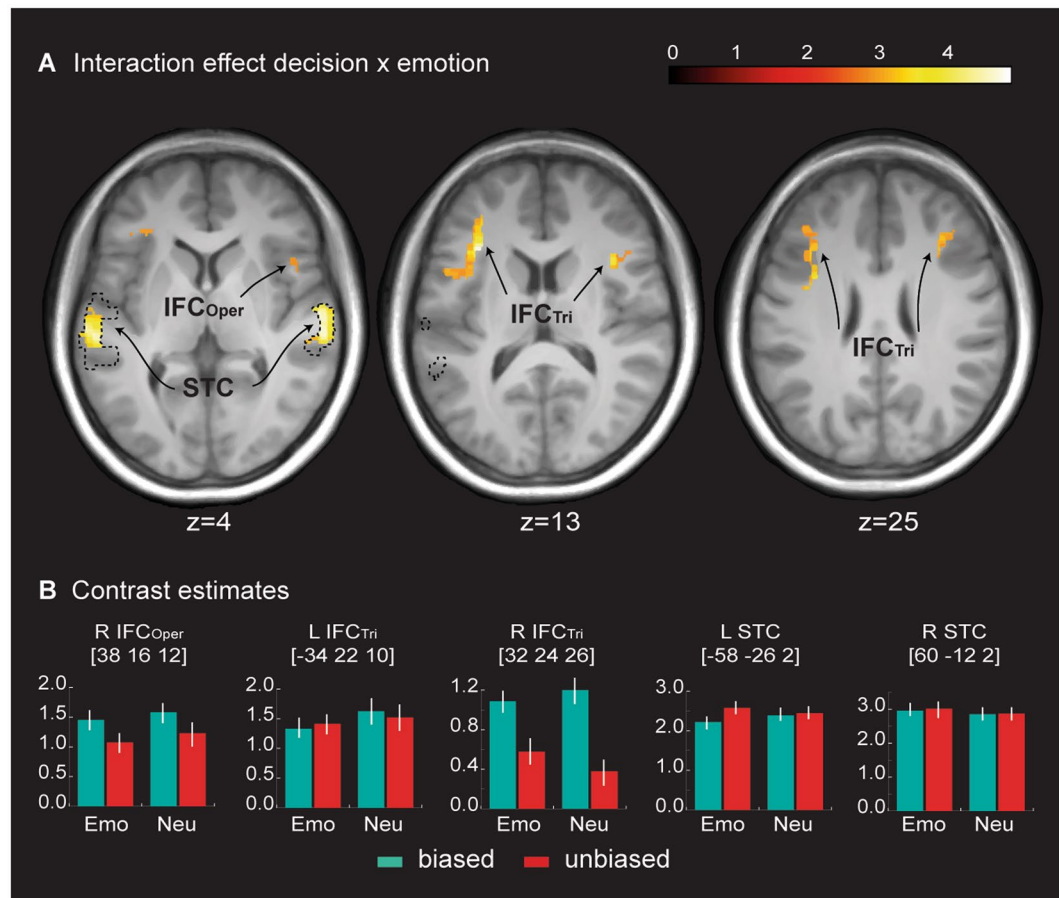 A Interaction effect decision x emotion
0 1 2 3 4
IFCOper
STC
IFCTri
IFCTri
z=4
z=13
z=25
B Contrast estimates
R IFCOper
[38 16 12]
L IFCTri
[-34 22 10]
R IFCTri
[32 24 26]
L STC
[-58 -26 2]
R STC
[60 -12 2]
2.0
1.5
1.0
0.5
0.0
2.0
1.5
1.0
0.5
0.0
1.2
0.8
0.4
0.0
3.0
2.0
1.0
0.0
3.0
2.0
1.0
0.0
Emo Neu
Emo Neu
Emo Neu
Emo Neu
Emo Neu
biased unbiased